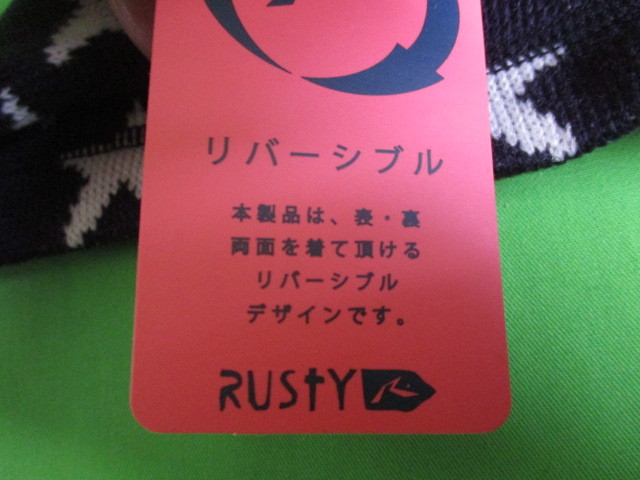 リバーシブル
本製品は、表・裏
両面を着て頂ける
リバーシブル
デザインです。
RUSTY